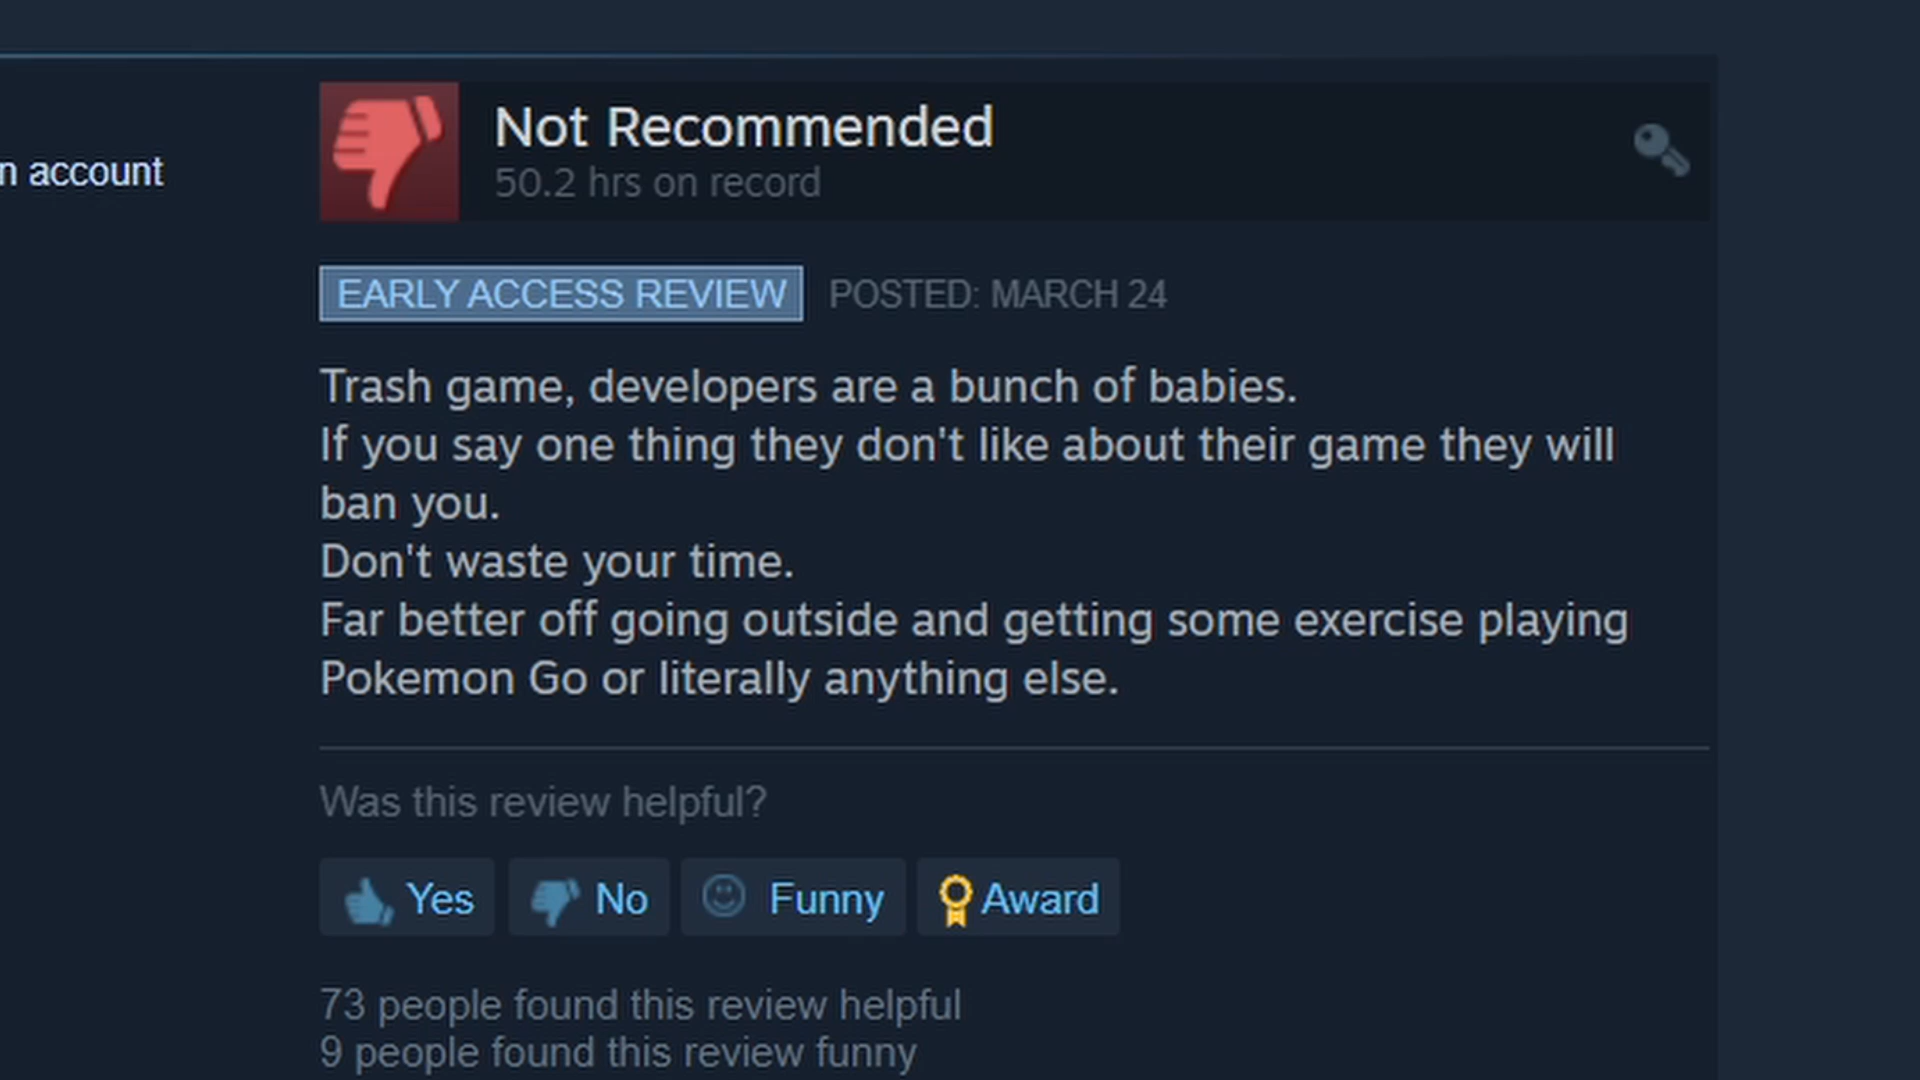 n account
Not Recommended
50.2 hrs on record
EARLY ACCESS REVIEW POSTED: MARCH 24
Trash game, developers are a bunch of babies.
If you say one thing they don't like about their game they will
ban you.
Don't waste your time.
Far better off going outside and getting some exercise playing
Pokemon Go or literally anything else.
Was this review helpful?
Yes No Funny Award
73 people found this review helpful
9 people found this review funny